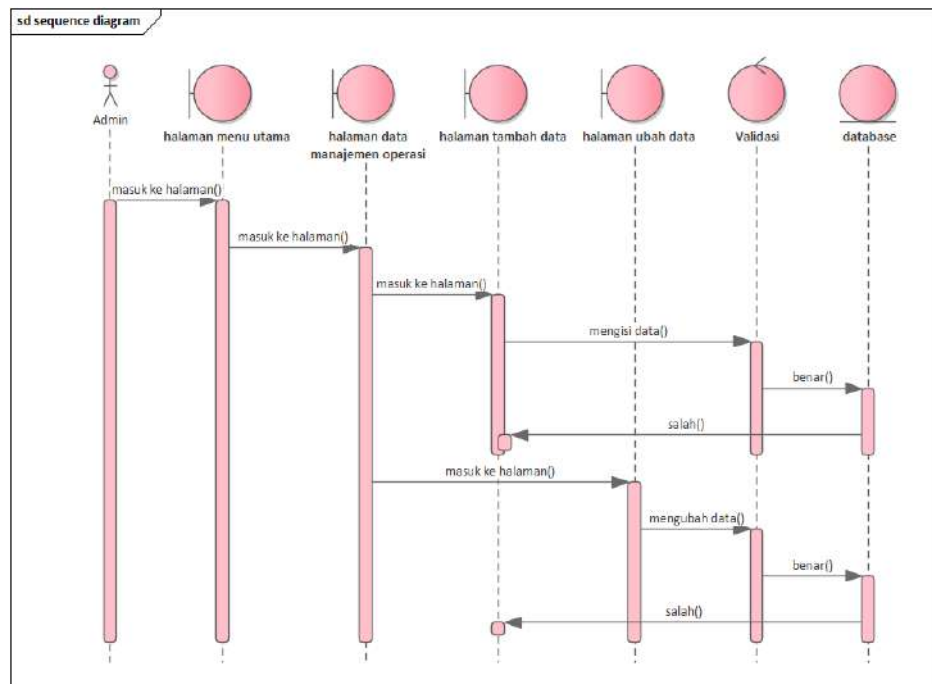 sd sequence diagram
Admin
halaman menu utama
halaman data
manajemen operasi
halaman tambah data
halaman ubah data
Validasi
database
masuk ke halaman()
masuk ke halaman()
masuk ke halaman()
mengisi data()
benar()
salah()
masuk ke halaman()
mengubah data()
benar()
salah()